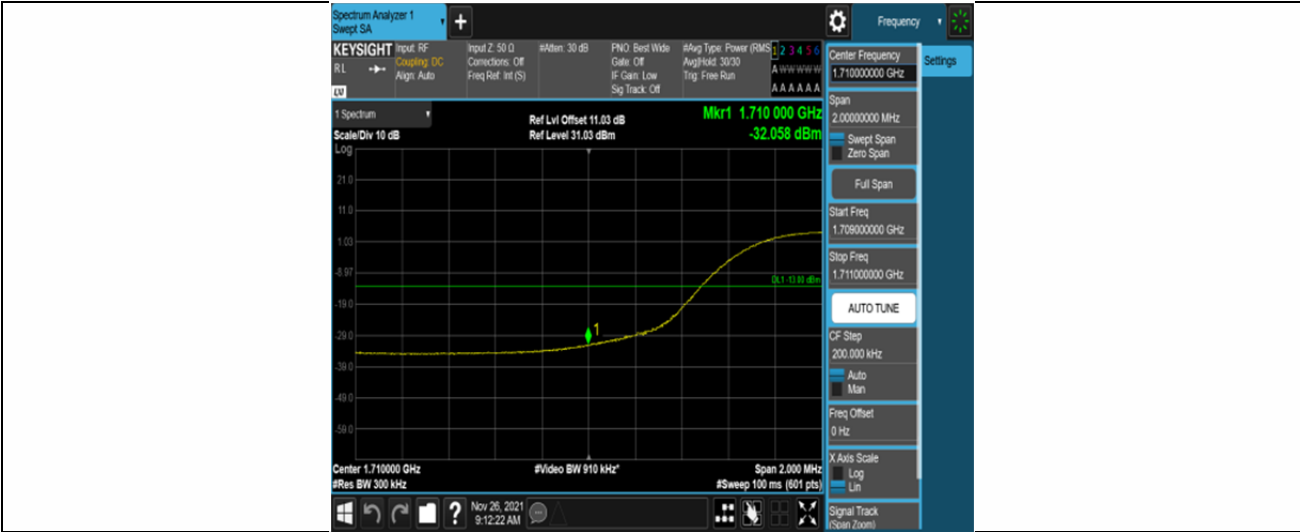 Spectrum Analyzer 1
Swept SA
Frequency
KEYSIGHT
RL
Input: RF
Coupling: DC
Align: Auto
Input Z: 50 Ω
Corrections: Off
Freq Ref: Int (S)
#Atten: 30 dB
PNO: Best Wide
Gate: Off
IF Gain: Low
Sig Track: Off
#Avg Type: Power (RMS
Avg|Hold: 30/30
Trig: Free Run
1 2 3 4 5 6
A W W W W W
A A A A A A
Center Frequency
1.710000000 GHz
Settings
Span
2.00000000 MHz
Swept Span
Zero Span
Full Span
Start Freq
1.709000000 GHz
Stop Freq
1.711000000 GHz
AUTO TUNE
CF Step
200.000 kHz
Auto
Man
Freq Offset
0 Hz
X Axis Scale
Log
Lin
Signal Track
(Span Zoom)
1 Spectrum
Scale/Div 10 dB
Ref Lvl Offset 11.03 dB
Ref Level 31.03 dBm
Mkr1 1.710 000 GHz
-32.058 dBm
Log
21.0
11.0
1.03
-8.97
DL1 -13.00 dBm
-19.0
-29.0
1
-39.0
-49.0
-59.0
Center 1.710000 GHz
#Video BW 910 kHz*
Span 2.000 MHz
#Res BW 300 kHz
#Sweep 100 ms (601 pts)
?
Nov 26, 2021
9:12:22 AM